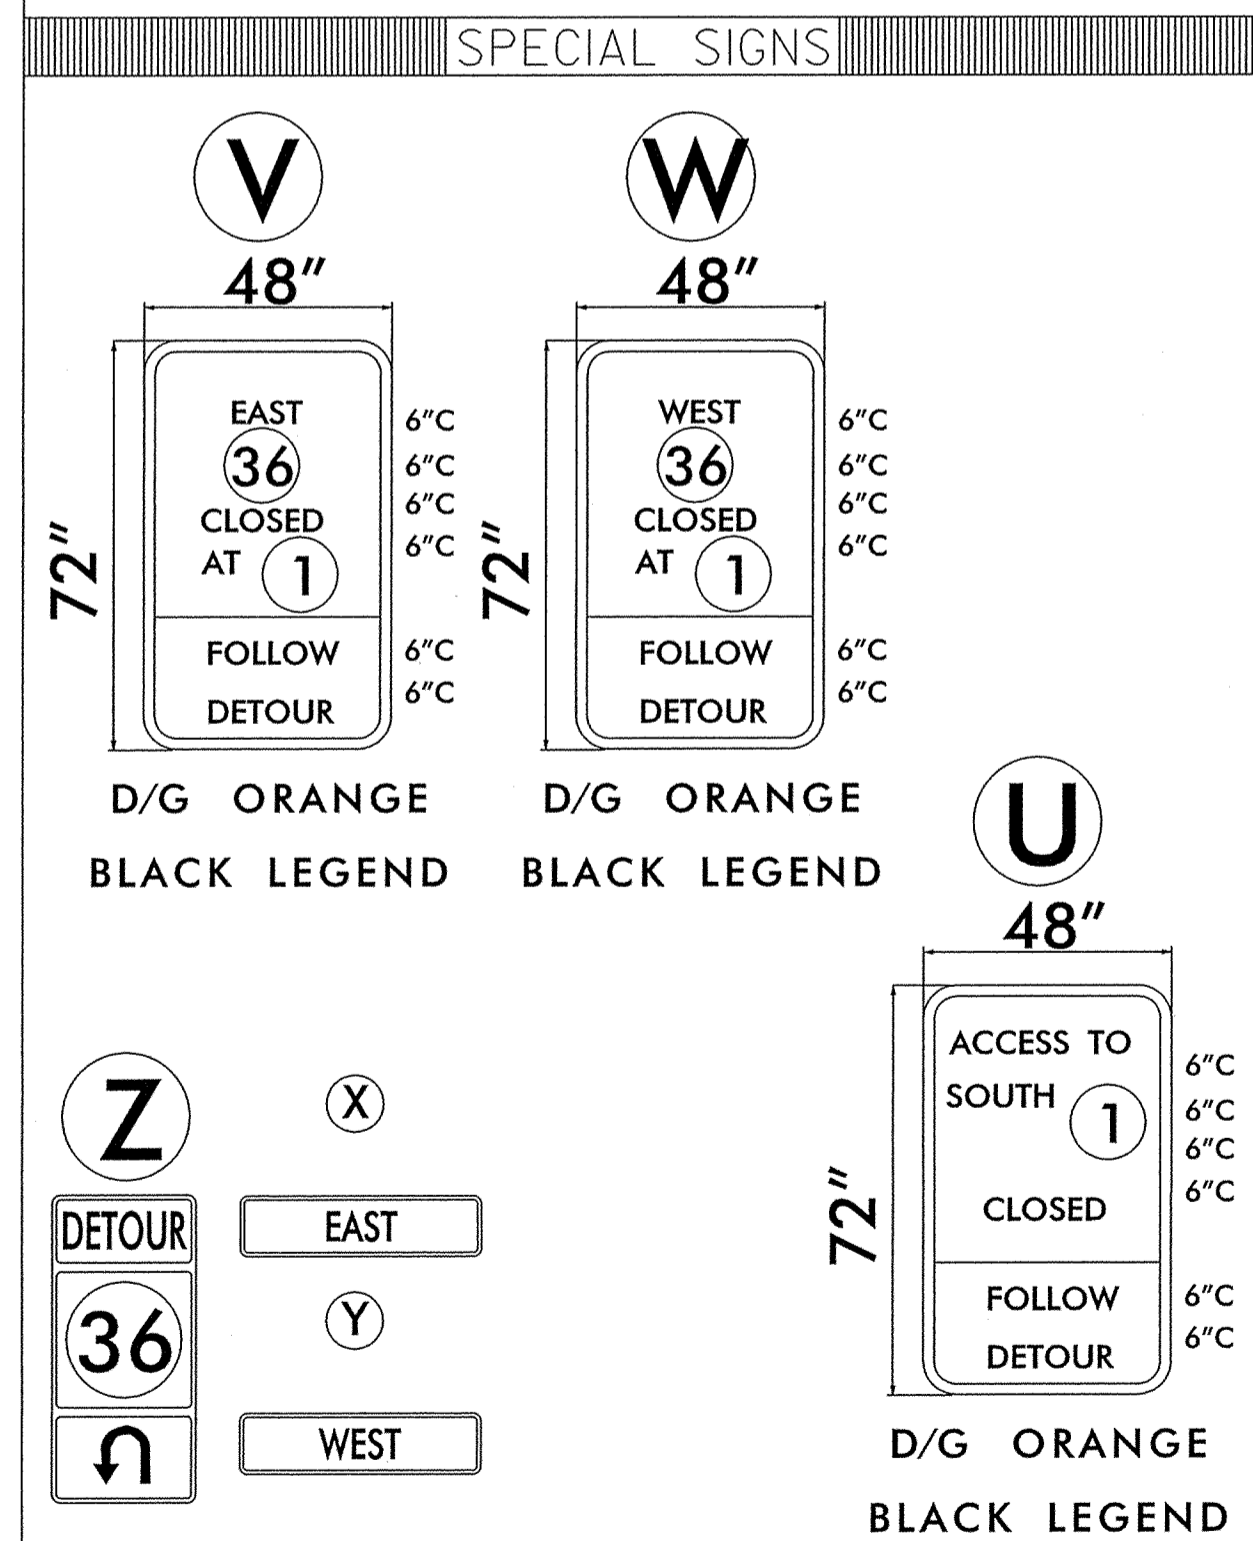 SPECIAL SIGNS
V
48"
72"
EAST
36
CLOSED
AT 1
FOLLOW
DETOUR
6"C
6"C
6"C
6"C
6"C
6"C
D/G ORANGE
BLACK LEGEND
W
48"
72"
WEST
36
CLOSED
AT 1
FOLLOW
DETOUR
6"C
6"C
6"C
6"C
6"C
6"C
D/G ORANGE
BLACK LEGEND
U
48"
72"
ACCESS TO
SOUTH 1
CLOSED
FOLLOW
DETOUR
6"C
6"C
6"C
6"C
6"C
6"C
D/G ORANGE
BLACK LEGEND
Z
DETOUR
36
X
EAST
Y
WEST